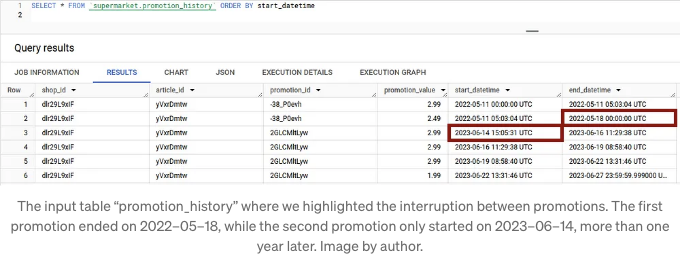 1 SELECT * FROM `supermarket.promotion_history` ORDER BY start_datetime
2
Query results
JOB INFORMATION RESULTS CHART JSON EXECUTION DETAILS EXECUTION GRAPH
Row shop_id article_id promotion_id promotion_value start_datetime end_datetime
1 dlr29L9xIF yVxrDmtw -38_P0evh 2.99 2022-05-11 00:00:00 UTC 2022-05-11 05:03:04 UTC
2 dlr29L9xIF yVxrDmtw -38_P0evh 2.49 2022-05-11 05:03:04 UTC 2022-05-18 00:00:00 UTC
3 dlr29L9xIF yVxrDmtw 2GLCMltLyw 2.99 2023-06-14 15:05:31 UTC 2023-06-16 11:29:38 UTC
4 dlr29L9xIF yVxrDmtw 2GLCMltLyw 2.99 2023-06-16 11:29:38 UTC 2023-06-19 08:58:40 UTC
5 dlr29L9xIF yVxrDmtw 2GLCMltLyw 2.99 2023-06-19 08:58:40 UTC 2023-06-22 13:31:46 UTC
6 dlr29L9xIF yVxrDmtw 2GLCMltLyw 1.99 2023-06-22 13:31:46 UTC 2023-06-27 23:59:59.999000 U...
The input table “promotion_history” where we highlighted the interruption between promotions. The first
promotion ended on 2022–05–18, while the second promotion only started on 2023–06–14, more than one
year later. Image by author.